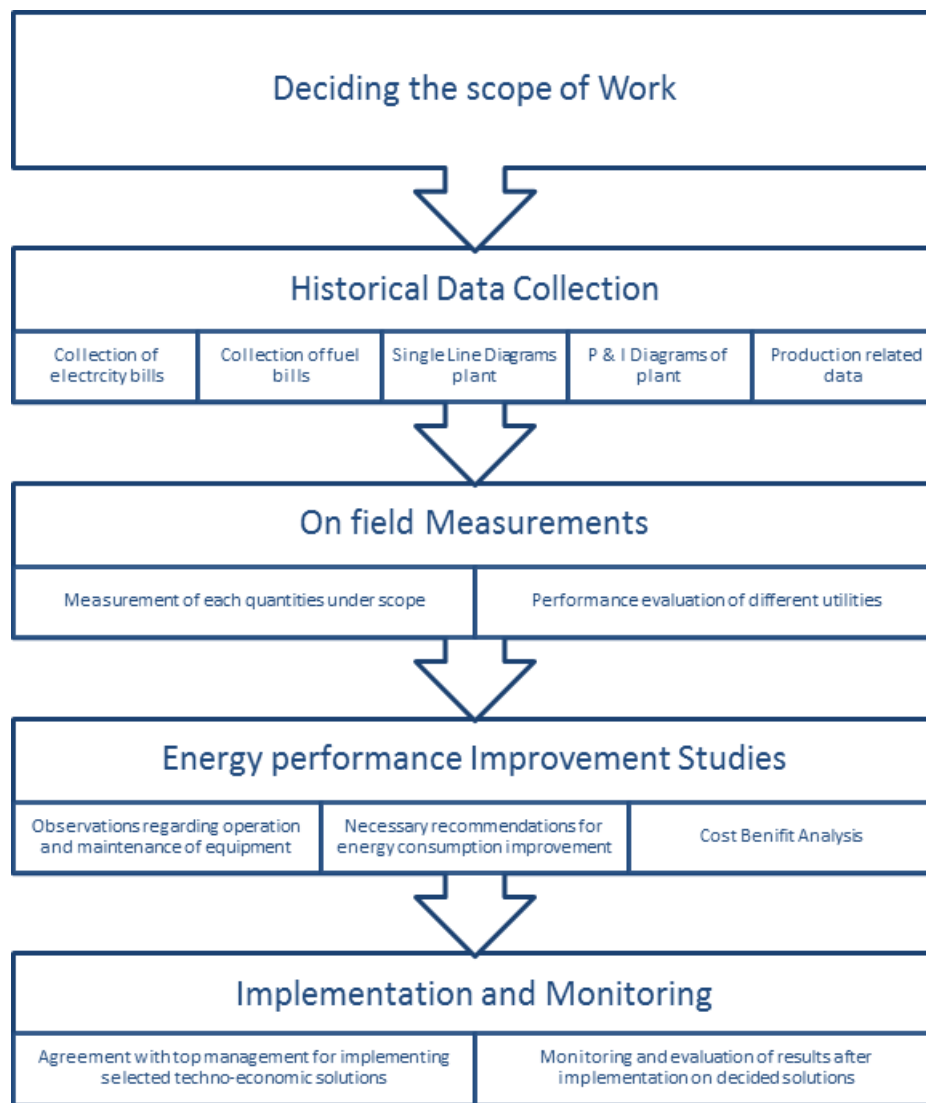 Deciding the scope of Work
Historical Data Collection
Collection of
electrcity bills
Collection of fuel
bills
Single Line Diagrams
plant
P & I Diagrams of
plant
Production related
data
On field Measurements
Measurement of each quantities under scope
Performance evaluation of different utilities
Energy performance Improvement Studies
Observations regarding operation
and maintenance of equipment
Necessary recommendations for
energy consumption improvement
Cost Benifit Analysis
Implementation and Monitoring
Agreement with top management for implementing
selected techno-economic solutions
Monitoring and evaluation of results after
implementation on decided solutions